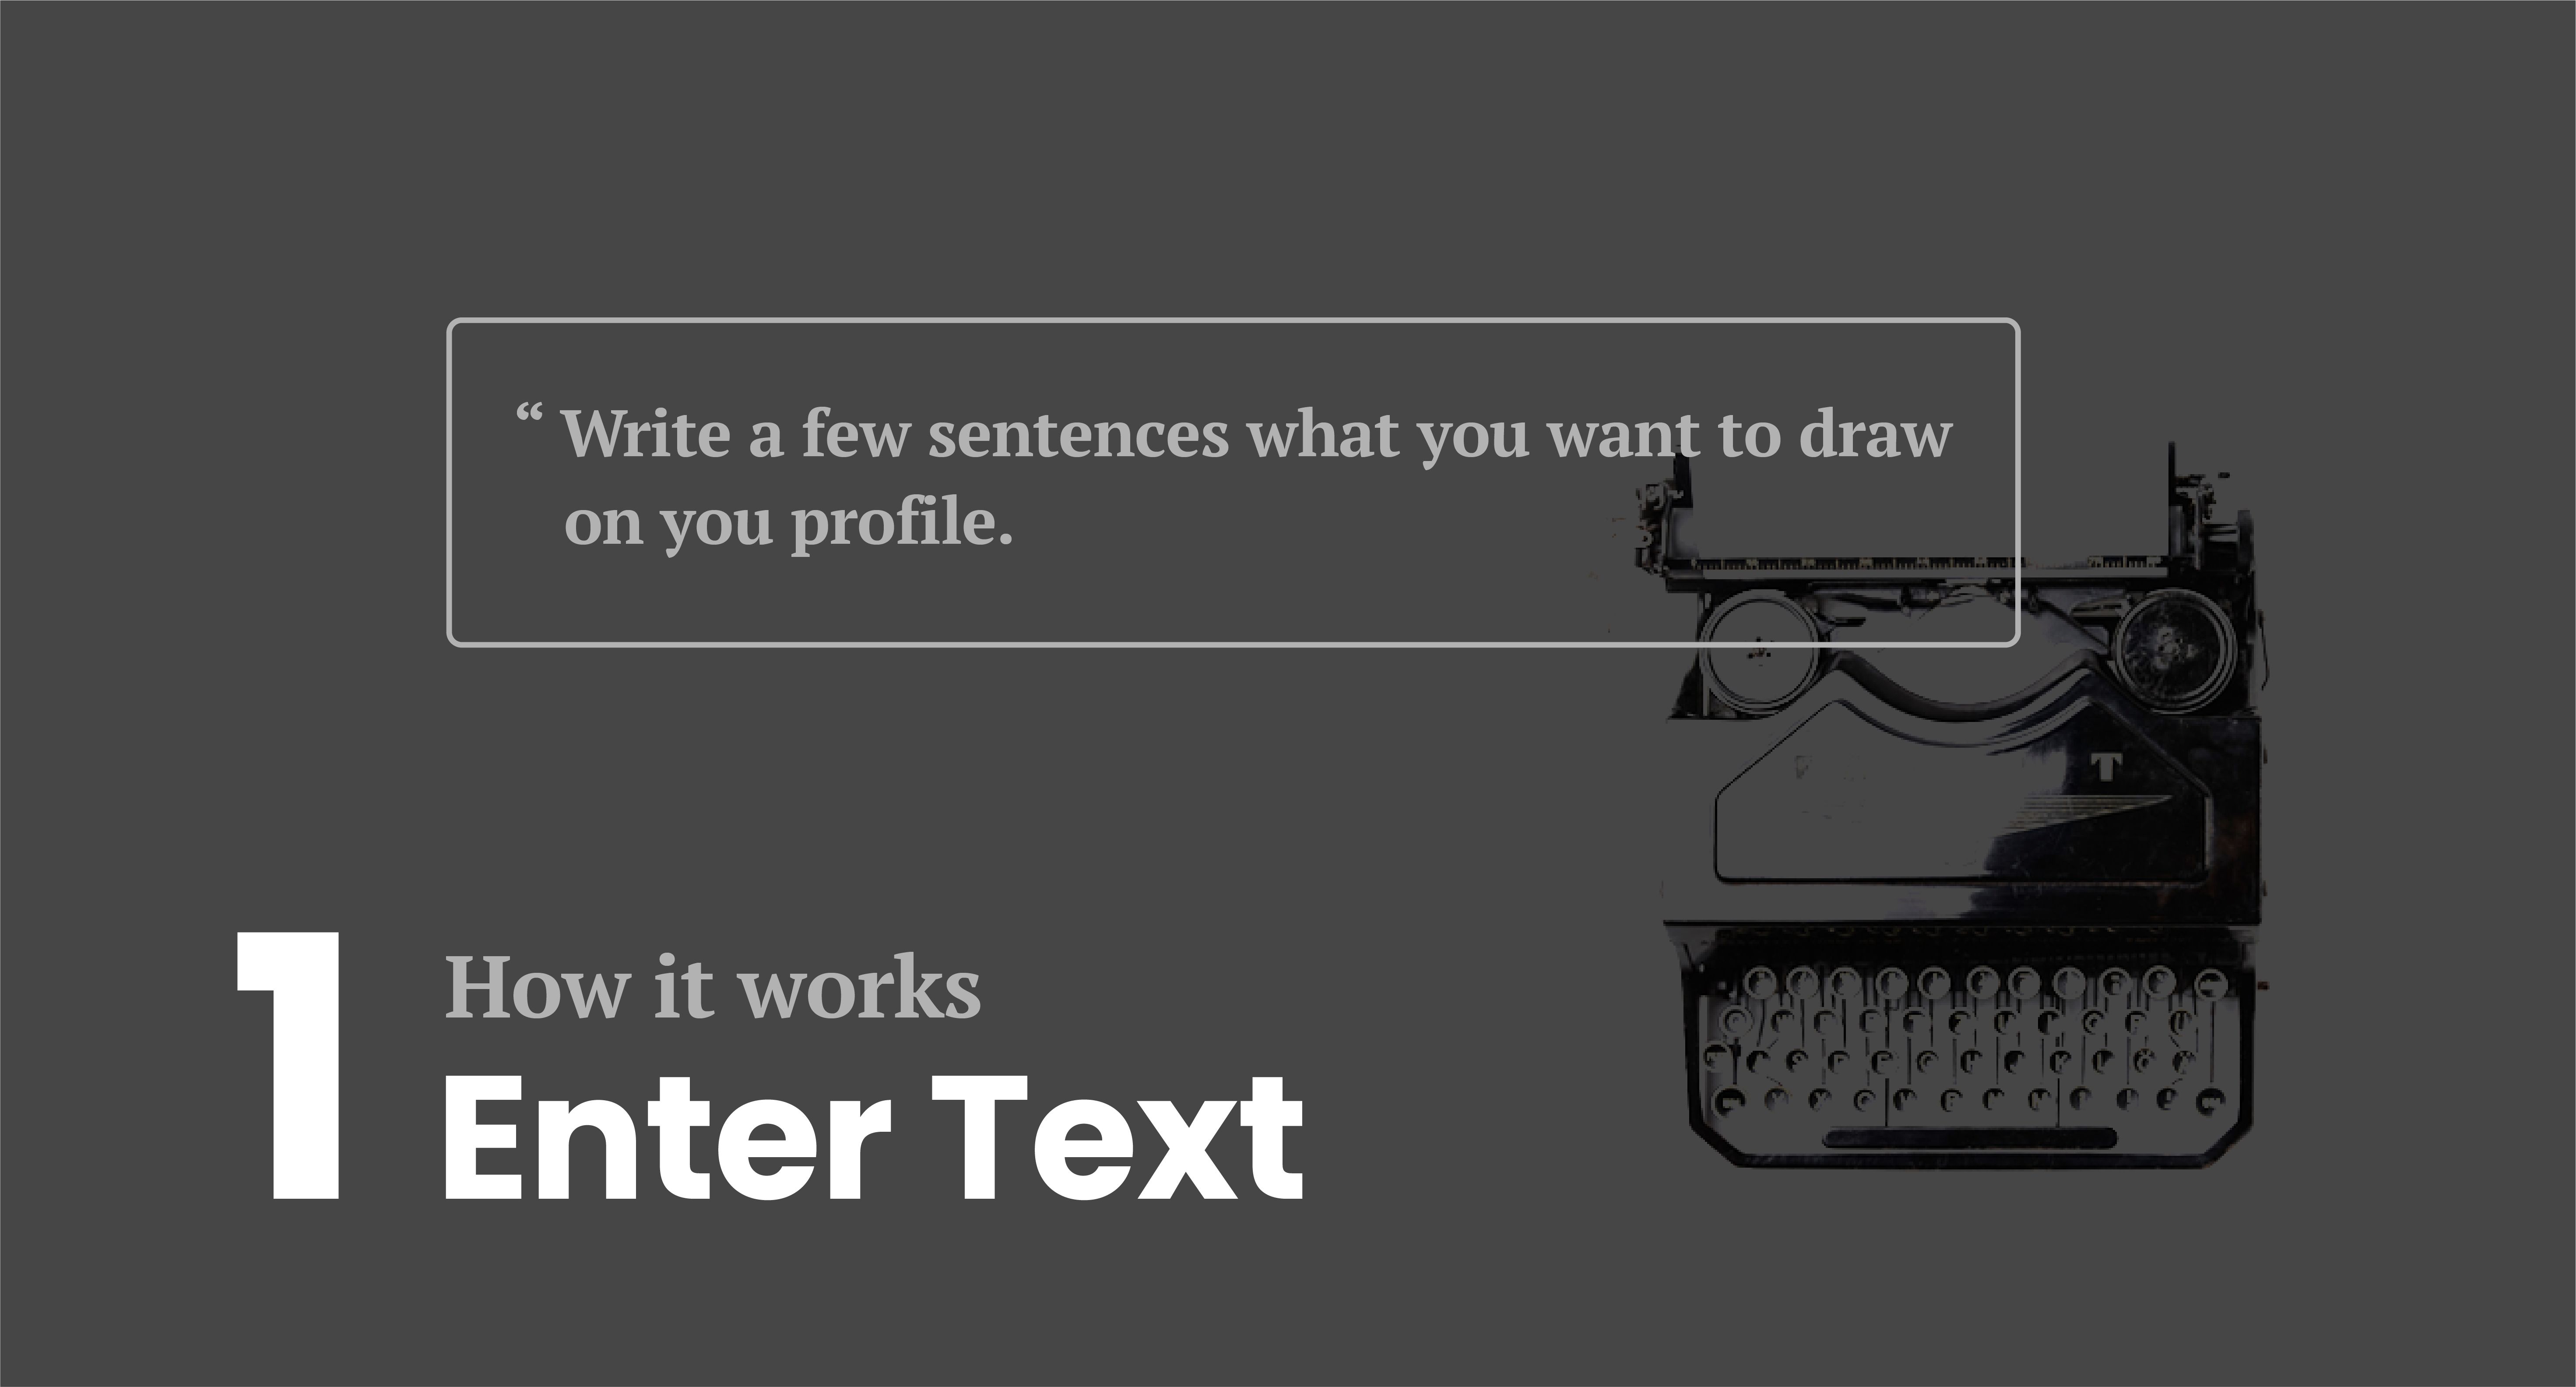 “ Write a few sentences what you want to draw
on you profile.
1
How it works
Enter Text
T